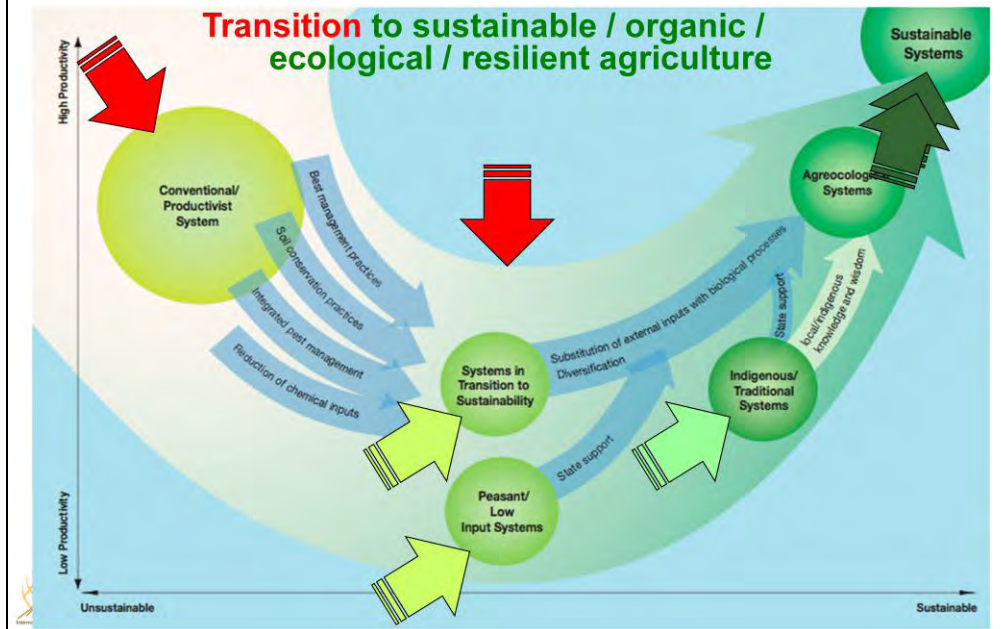 Transition to sustainable / organic /
ecological / resilient agriculture
High Productivity
Low Productivity
Unsustainable
Sustainable
Conventional/
Productivist
System
Best management practices
Soil conservation practices
Integrated pest management
Reduction of chemical inputs
Systems in
Transition to
Sustainability
Peasant/
Low
Input Systems
Substitution of external inputs with biological processes
Diversification
State support
State support
local/indigenous
knowledge and wisdom
Indigenous/
Traditional
Systems
Agreocological
Systems
Sustainable
Systems